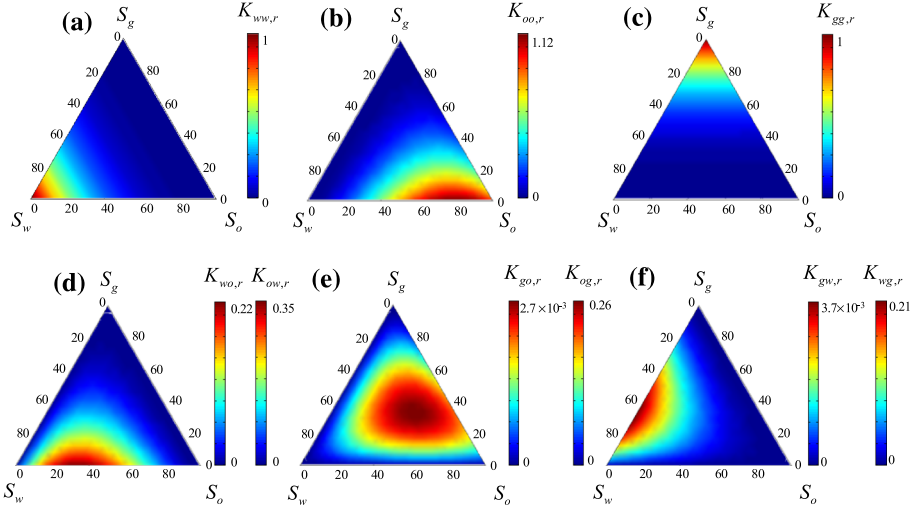 (a) S_g K_ww,r
0 1
20 80
40 60
60 40
80 20
0 20 40 60 80 0 0
S_w S_o
(b) S_g K_oo,r
0 1.12
20 80
40 60
60 40
80 20
0 20 40 60 80 0 0
S_w S_o
(c) S_g K_gg,r
0 1
20 80
40 60
60 40
80 20
0 20 40 60 80 0 0
S_w S_o
(d) S_g K_wo,r K_ow,r
0 0.22 0.35
20 80
40 60
60 40
80 20
0 20 40 60 80 0 0 0
S_w S_o
(e) S_g K_go,r K_og,r
0 2.7×10⁻³ 0.26
20 80
40 60
60 40
80 20
0 20 40 60 80 0 0 0
S_w S_o
(f) S_g K_gw,r K_wg,r
0 3.7×10⁻³ 0.21
20 80
40 60
60 40
80 20
0 20 40 60 80 0 0 0
S_w S_o